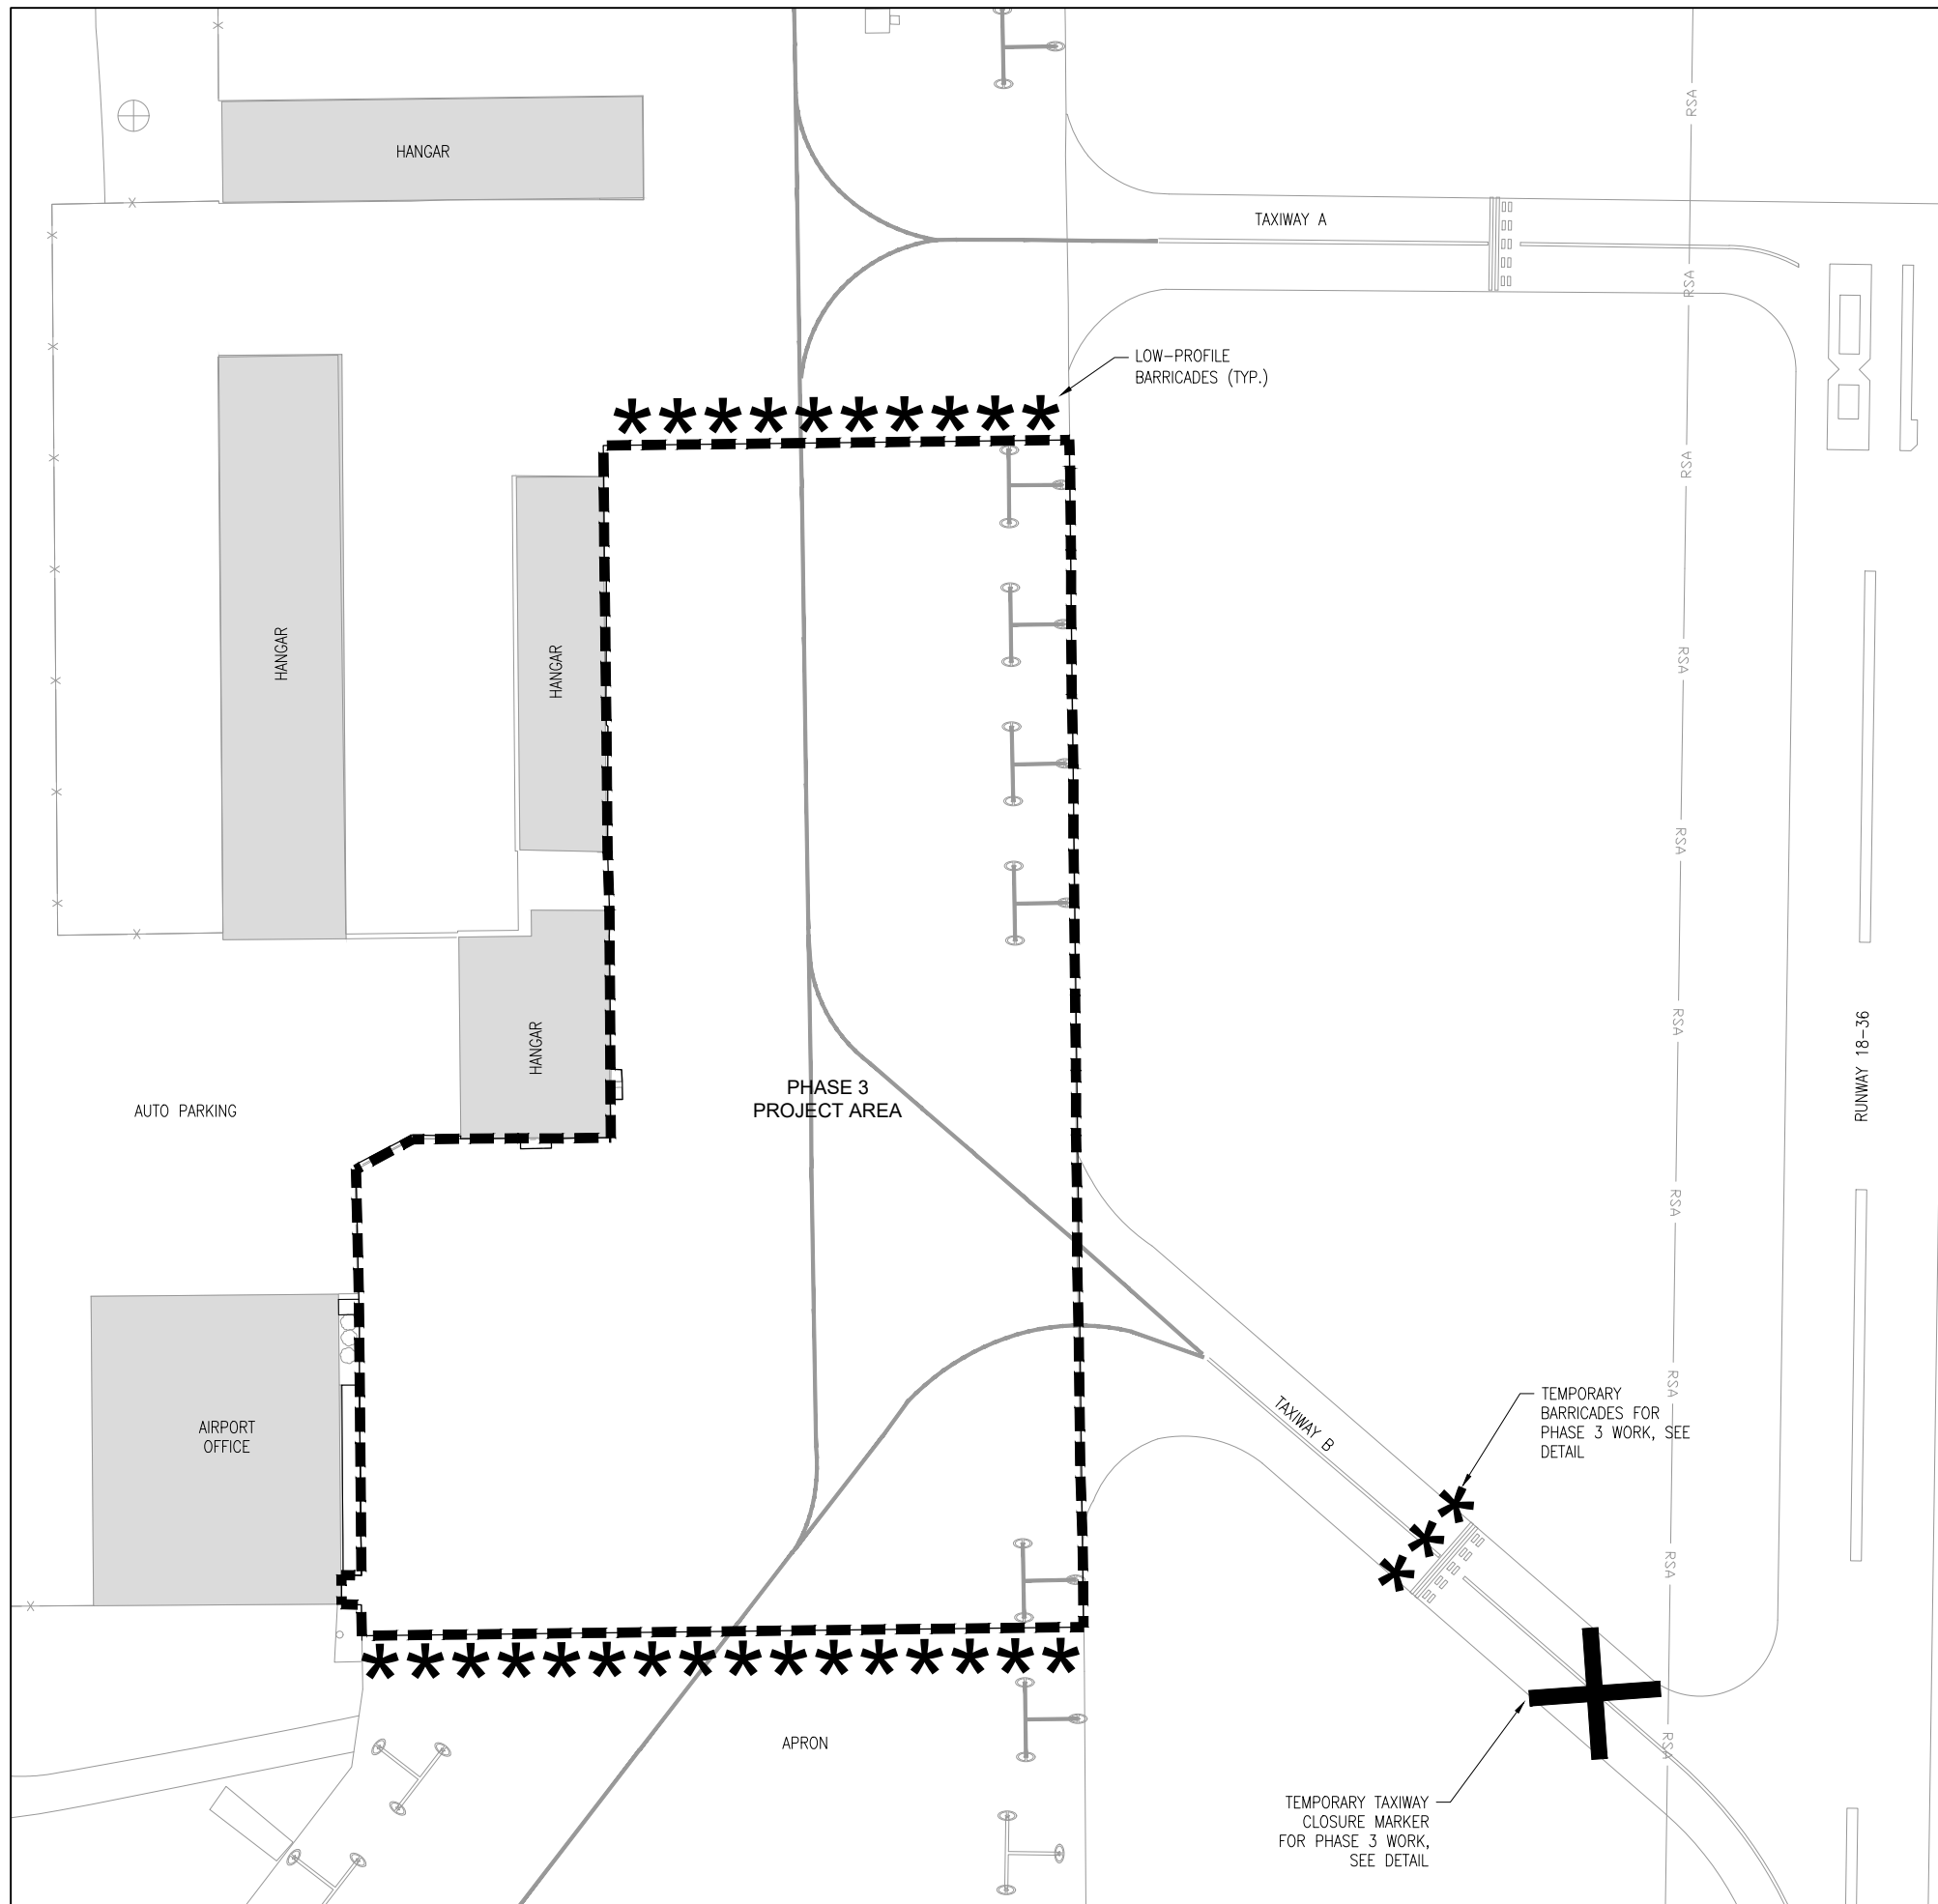 RSA
HANGAR
TAXIWAY A
RSA
LOW-PROFILE
BARRICADES (TYP.)
RSA
HANGAR
HANGAR
RSA
RSA
RSA
HANGAR
RUNWAY 18-36
PHASE 3
PROJECT AREA
AUTO PARKING
RSA
RSA
TEMPORARY
BARRICADES FOR
PHASE 3 WORK, SEE
DETAIL
TAXIWAY B
AIRPORT
OFFICE
RSA
RSA
APRON
TEMPORARY TAXIWAY
CLOSURE MARKER
FOR PHASE 3 WORK,
SEE DETAIL